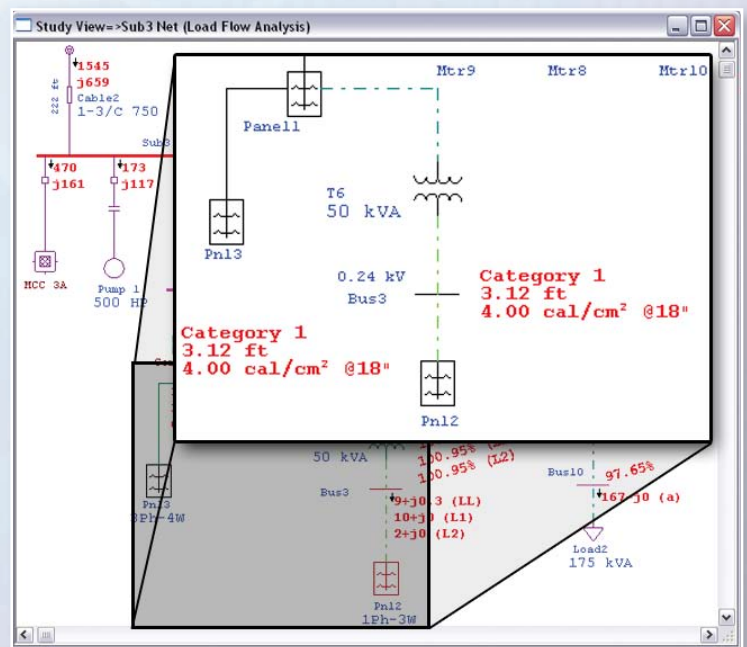 Study View=>Sub3 Net (Load Flow Analysis)
1545
j659
222 ft
Cable2
1-3/C 750
Sub3
470
j161
173
j117
MCC 3A
Pump 1
500 HP
Mtr9
Mtr8
Mtr10
Panel1
T6
50 kVA
Pnl3
0.24 kV
Bus3
Category 1
3.12 ft
4.00 cal/cm² @18"
Category 1
3.12 ft
4.00 cal/cm² @18"
Pnl2
50 kVA
100.95% (L2)
Bus3
9+j0.3 (LL)
10+j0 (L1)
2+j0 (L2)
3Ph-4W
Pnl2
1Ph-3W
Bus10
97.65%
167-j0 (a)
Load2
175 kVA